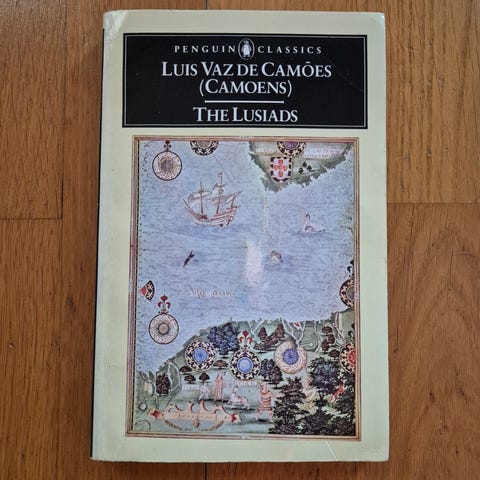 PENGUIN CLASSICS
LUIS VAZ DE CAMÕES
(CAMOENS)
THE LUSIADS